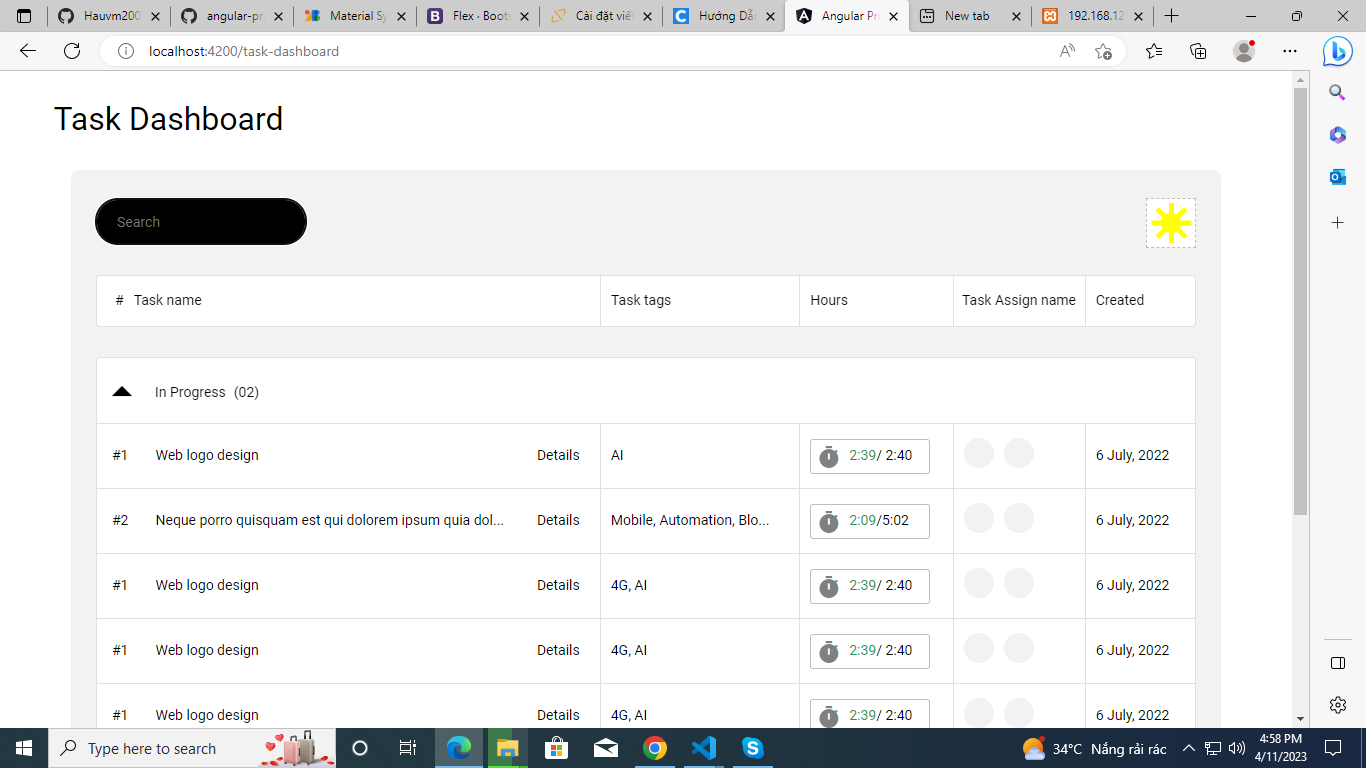 Hauvm200
angular-pr
Material Sy
Flex · Boots
Cài đặt viế
Hướng Dẫ
Angular Pr
New tab
192.168.12
localhost:4200/task-dashboard
Task Dashboard
Search
# Task name Task tags Hours Task Assign name Created
In Progress (02)
#1 Web logo design Details AI 2:39/ 2:40 6 July, 2022
#2 Neque porro quisquam est qui dolorem ipsum quia dol... Details Mobile, Automation, Blo... 2:09/5:02 6 July, 2022
#1 Web logo design Details 4G, AI 2:39/ 2:40 6 July, 2022
#1 Web logo design Details 4G, AI 2:39/ 2:40 6 July, 2022
#1 Web logo design Details 4G, AI 2:39/ 2:40 6 July, 2022
Type here to search
34°C Nắng rải rác
4:58 PM
4/11/2023